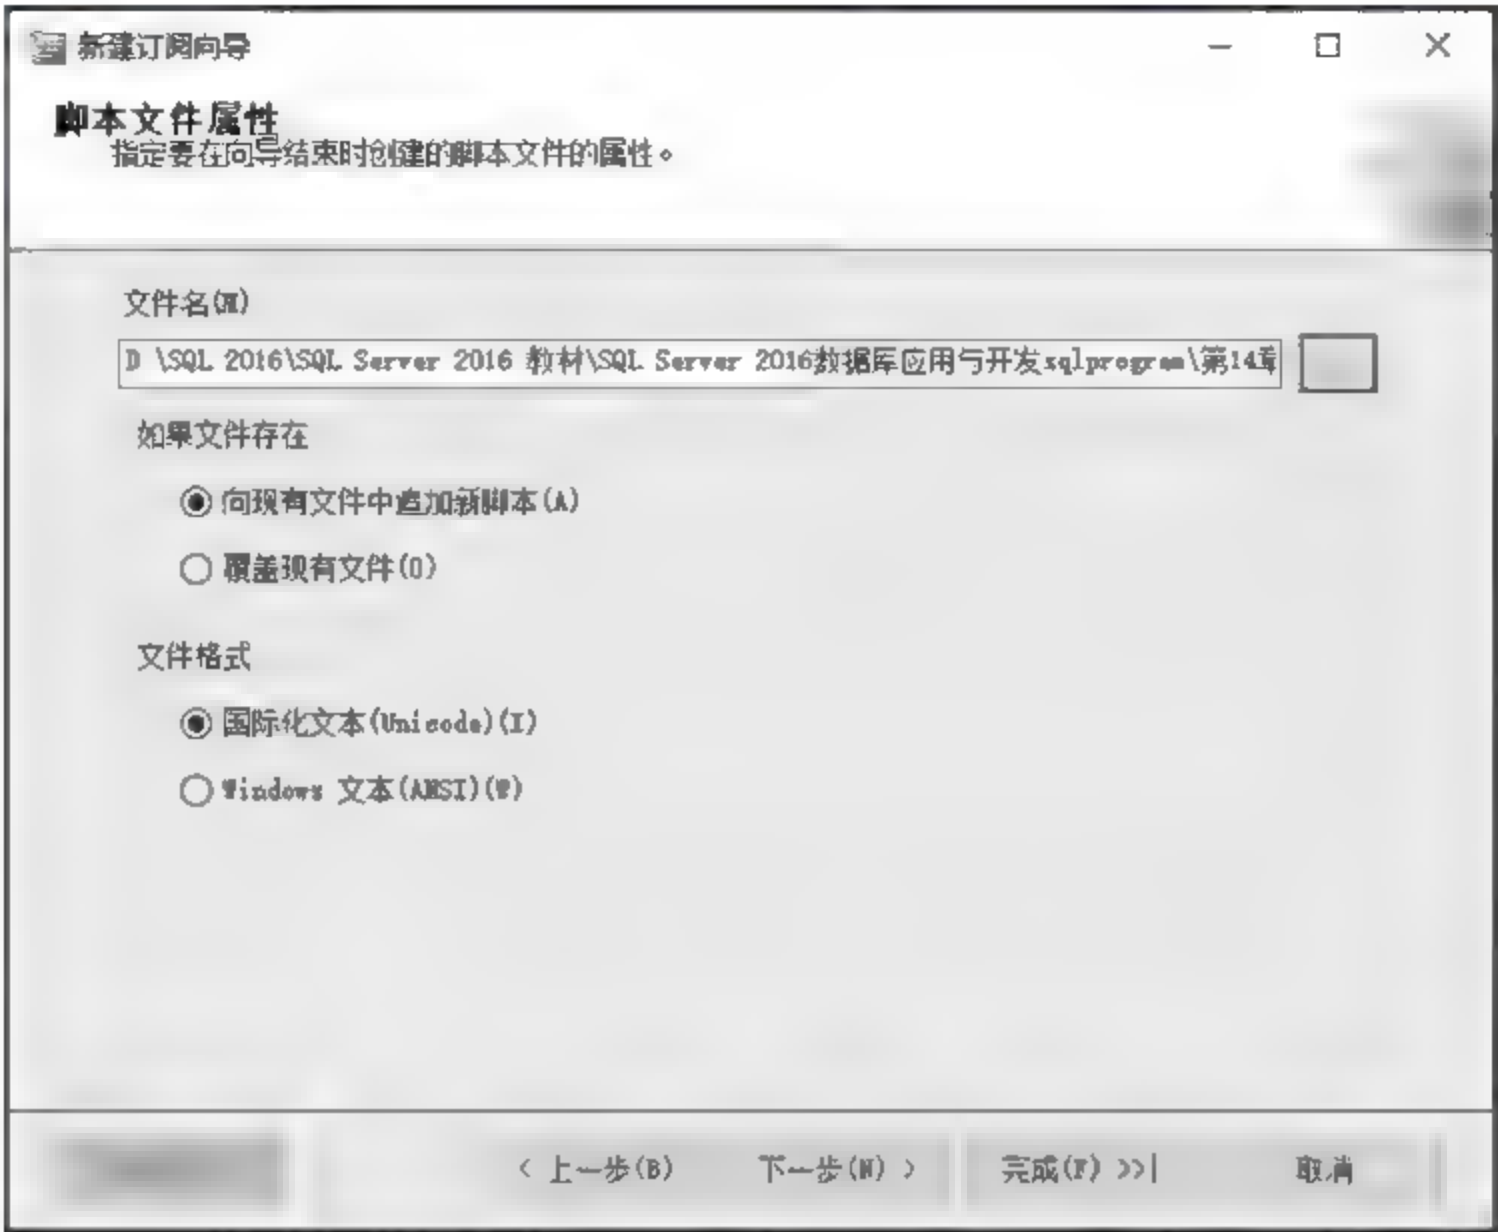 新建订阅向导
脚本文件属性
指定要在向导结束时创建的脚本文件的属性。
文件名(N)
D \SQL 2016\SQL Server 2016 教材\SQL Server 2016数据库应用与开发sqlprogram\第14章
如果文件存在
向现有文件中追加新脚本(A)
覆盖现有文件(O)
文件格式
国际化文本(Unicode)(I)
Windows 文本(ANSI)(W)
< 上一步(B) 下一步(N) > 完成(F) >>| 取消